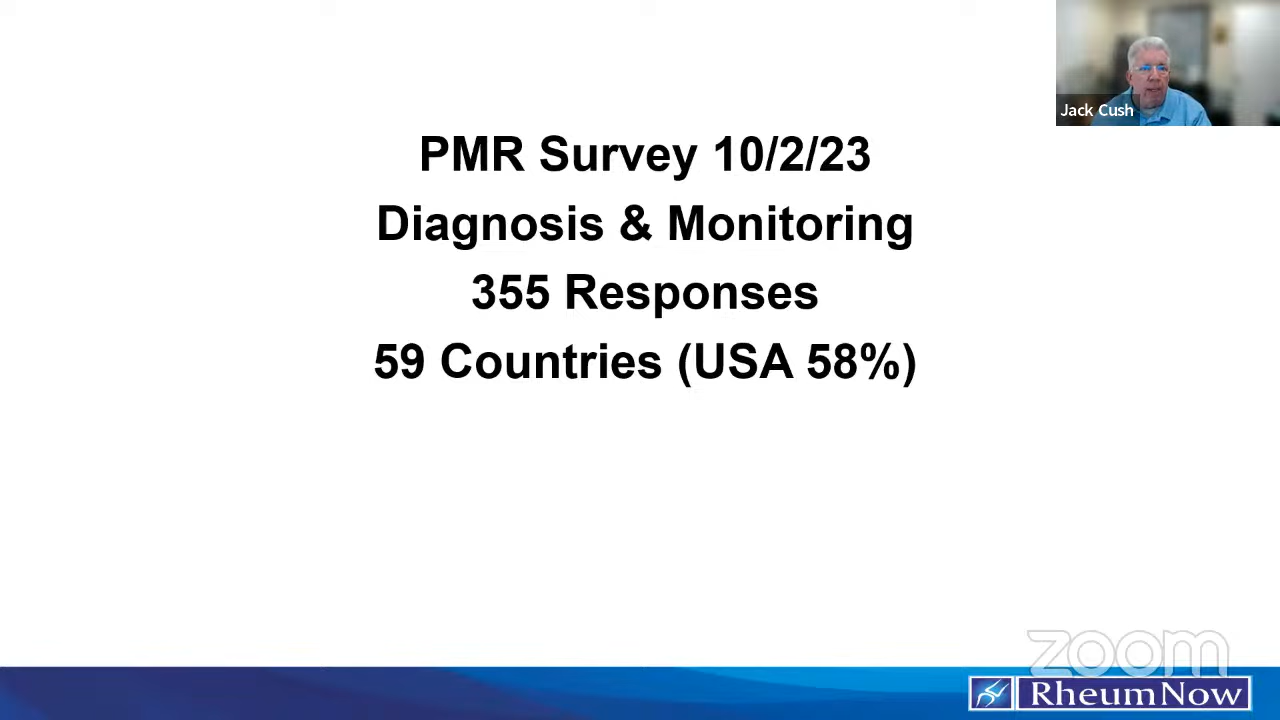 Jack Cush
PMR Survey 10/2/23
Diagnosis & Monitoring
355 Responses
59 Countries (USA 58%)
zoom
RheumNow